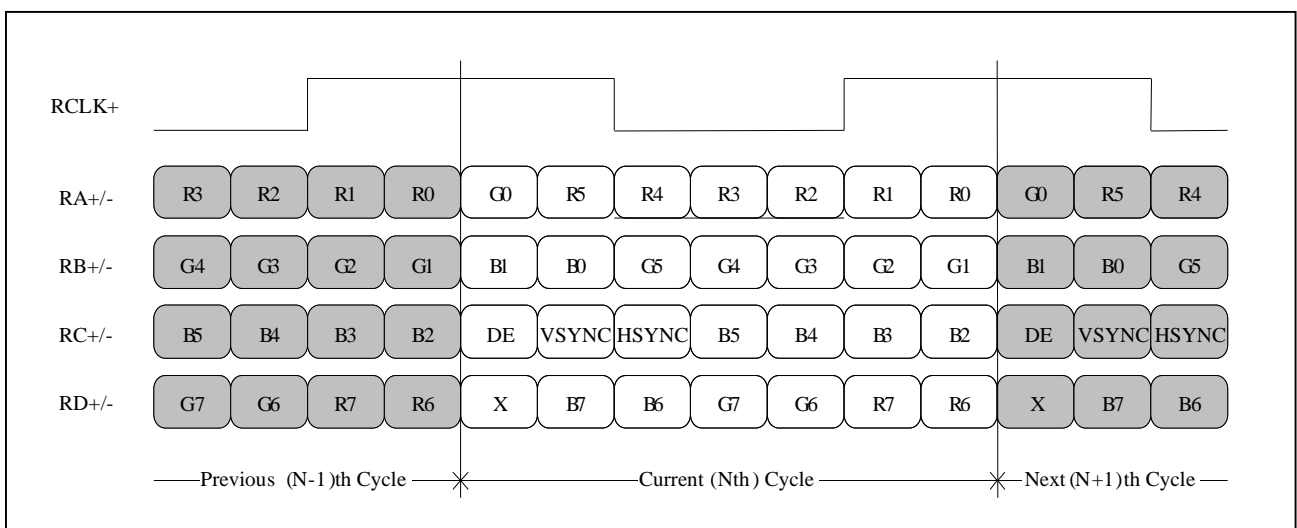 RCLK+
RA+/- R3 R2 R1 R0 G0 R5 R4 R3 R2 R1 R0 G0 R5 R4
RB+/- G4 G3 G2 G1 B1 B0 G5 G4 G3 G2 G1 B1 B0 G5
RC+/- B5 B4 B3 B2 DE VSYNC HSYNC B5 B4 B3 B2 DE VSYNC HSYNC
RD+/- G7 G6 R7 R6 X B7 B6 G7 G6 R7 R6 X B7 B6
Previous (N-1)th Cycle Current (Nth) Cycle Next (N+1)th Cycle